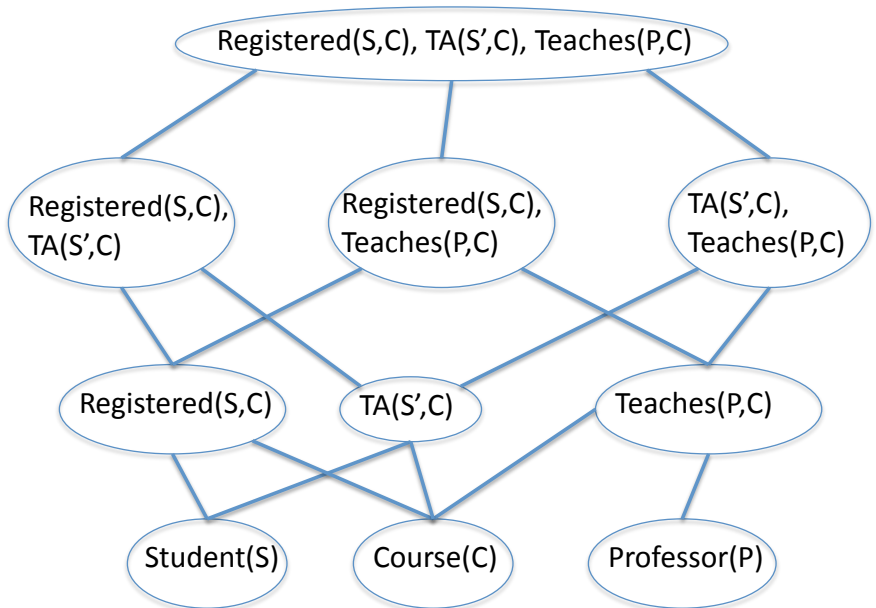 Registered(S,C), TA(S’,C), Teaches(P,C)
Registered(S,C),
TA(S’,C)
Registered(S,C),
Teaches(P,C)
TA(S’,C),
Teaches(P,C)
Registered(S,C)
TA(S’,C)
Teaches(P,C)
Student(S)
Course(C)
Professor(P)